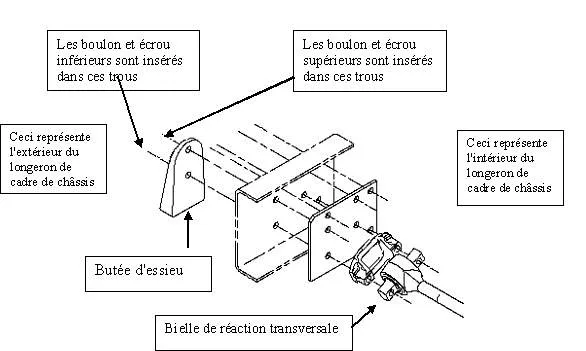 Les boulon et écrou
inférieurs sont insérés
dans ces trous
Les boulon et écrou
supérieurs sont insérés
dans ces trous
Ceci représente
l'extérieur du
longeron de
cadre de châssis
Ceci représente
l'intérieur du
longeron de
cadre de châssis
Butée d'essieu
Bielle de réaction transversale